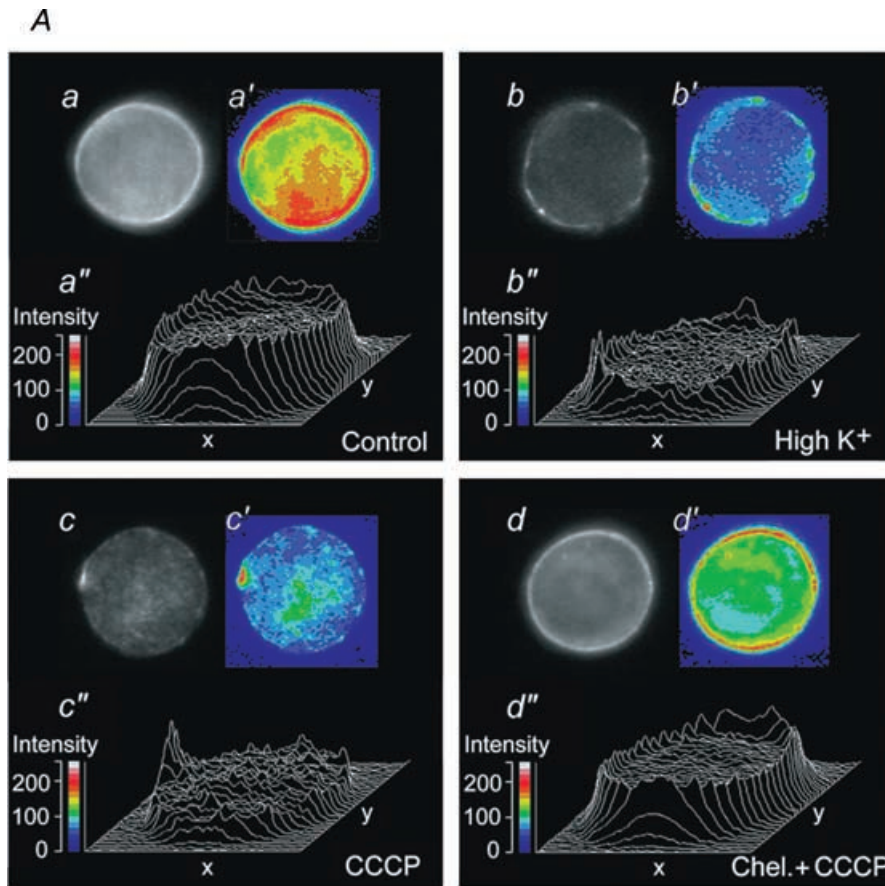 A
a a'
a"
Intensity
200
100
0
x
y
Control
b b'
b"
Intensity
200
100
0
x
y
High K⁺
c c'
c"
Intensity
200
100
0
x
y
CCCP
d d'
d"
Intensity
200
100
0
x
y
Chel.+ CCCP